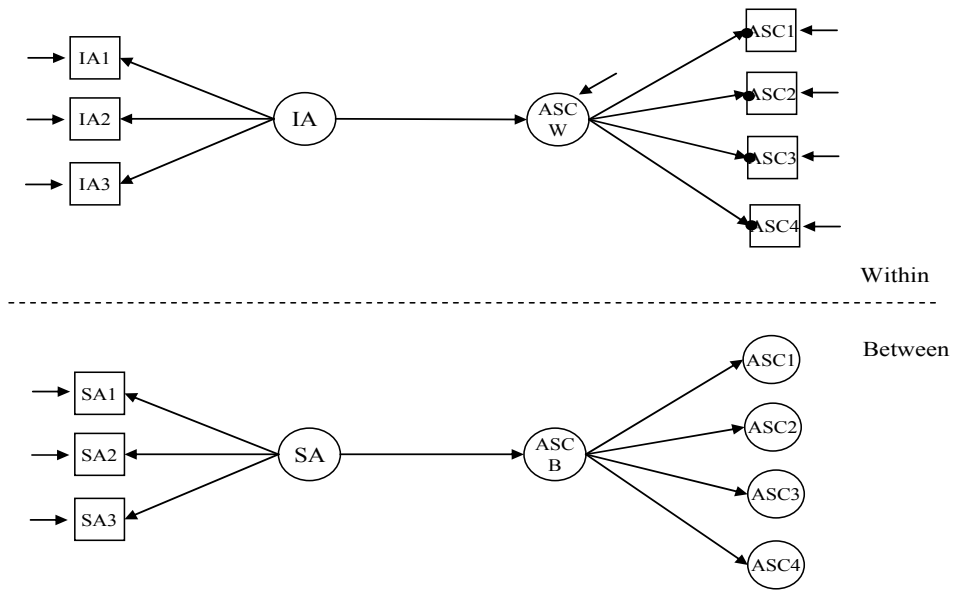 IA1
IA2
IA3
IA
ASC
W
ASC1
ASC2
ASC3
ASC4
Within
Between
SA1
SA2
SA3
SA
ASC
B
ASC1
ASC2
ASC3
ASC4